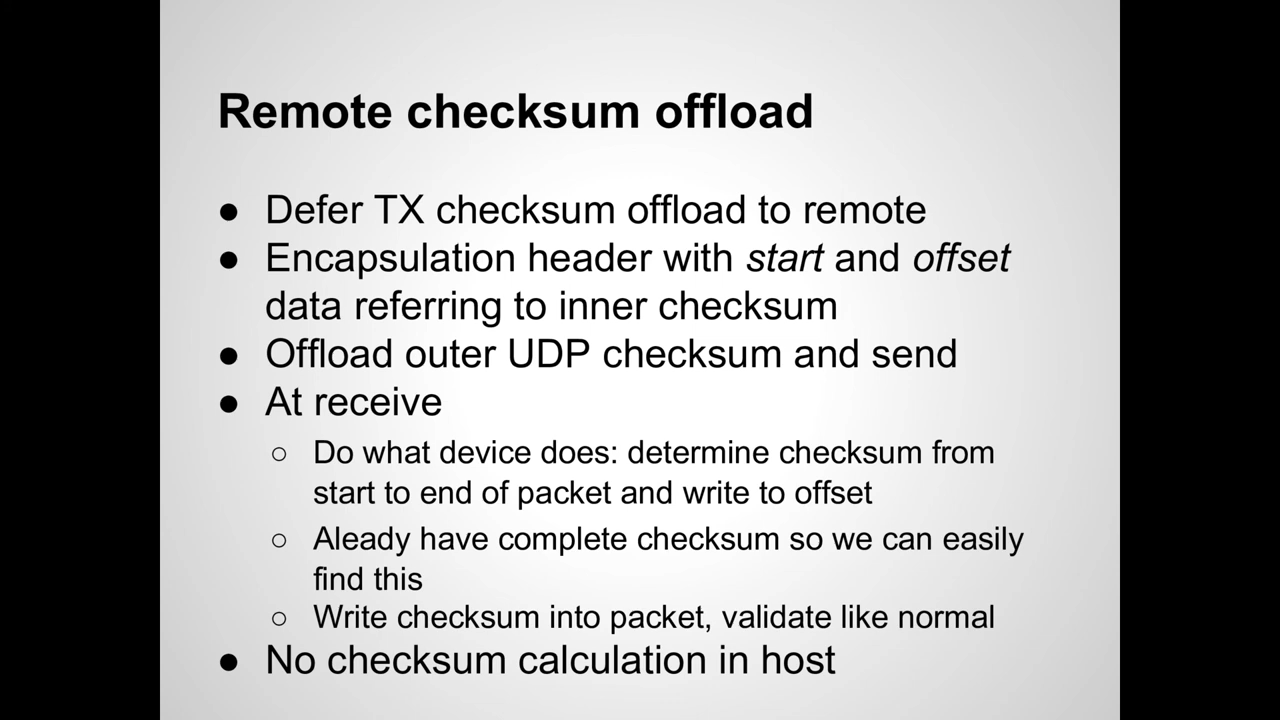 Remote checksum offload
● Defer TX checksum offload to remote
● Encapsulation header with start and offset
data referring to inner checksum
● Offload outer UDP checksum and send
● At receive
○ Do what device does: determine checksum from
start to end of packet and write to offset
○ Aleady have complete checksum so we can easily
find this
○ Write checksum into packet, validate like normal
● No checksum calculation in host